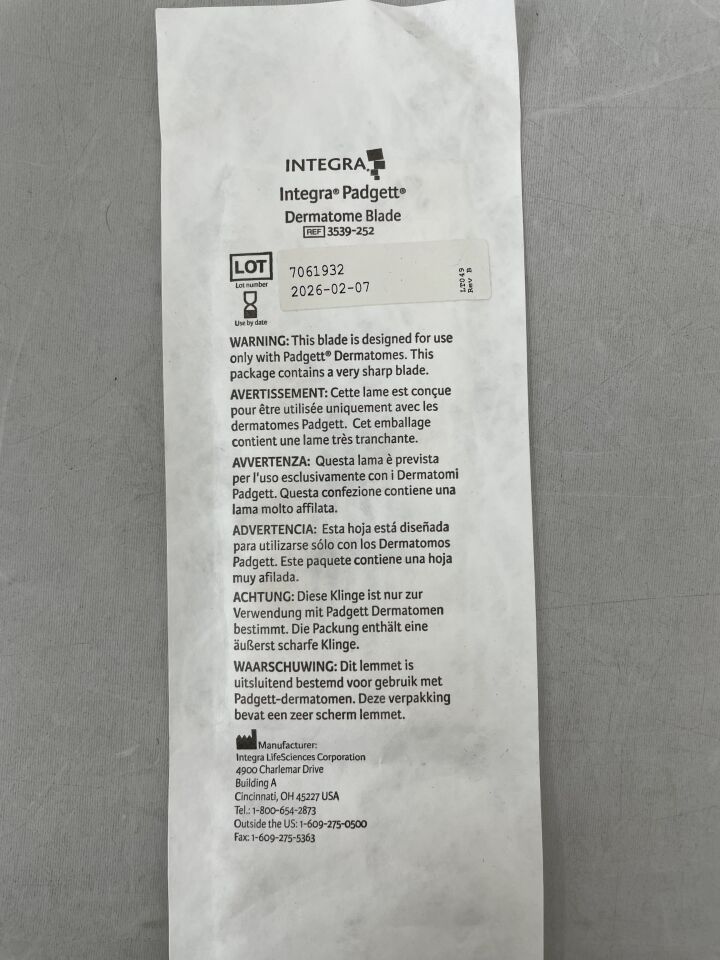 INTEGRA
Integra® Padgett®
Dermatome Blade
REF 3539-252
LOT
Lot number
7061932
2026-02-07
LT049
Rev B
Use by date
WARNING: This blade is designed for use
only with Padgett® Dermatomes. This
package contains a very sharp blade.
AVERTISSEMENT: Cette lame est conçue
pour être utilisée uniquement avec les
dermatomes Padgett. Cet emballage
contient une lame très tranchante.
AVVERTENZA: Questa lama è prevista
per l'uso esclusivamente con i Dermatomi
Padgett. Questa confezione contiene una
lama molto affilata.
ADVERTENCIA: Esta hoja está diseñada
para utilizarse sólo con los Dermatomos
Padgett. Este paquete contiene una hoja
muy afilada.
ACHTUNG: Diese Klinge ist nur zur
Verwendung mit Padgett Dermatomen
bestimmt. Die Packung enthält eine
äußerst scharfe Klinge.
WAARSCHUWING: Dit lemmet is
uitsluitend bestemd voor gebruik met
Padgett-dermatomen. Deze verpakking
bevat een zeer scherm lemmet.
Manufacturer:
Integra LifeSciences Corporation
4900 Charlemar Drive
Building A
Cincinnati, OH 45227 USA
Tel.: 1-800-654-2873
Outside the US: 1-609-275-0500
Fax: 1-609-275-5363